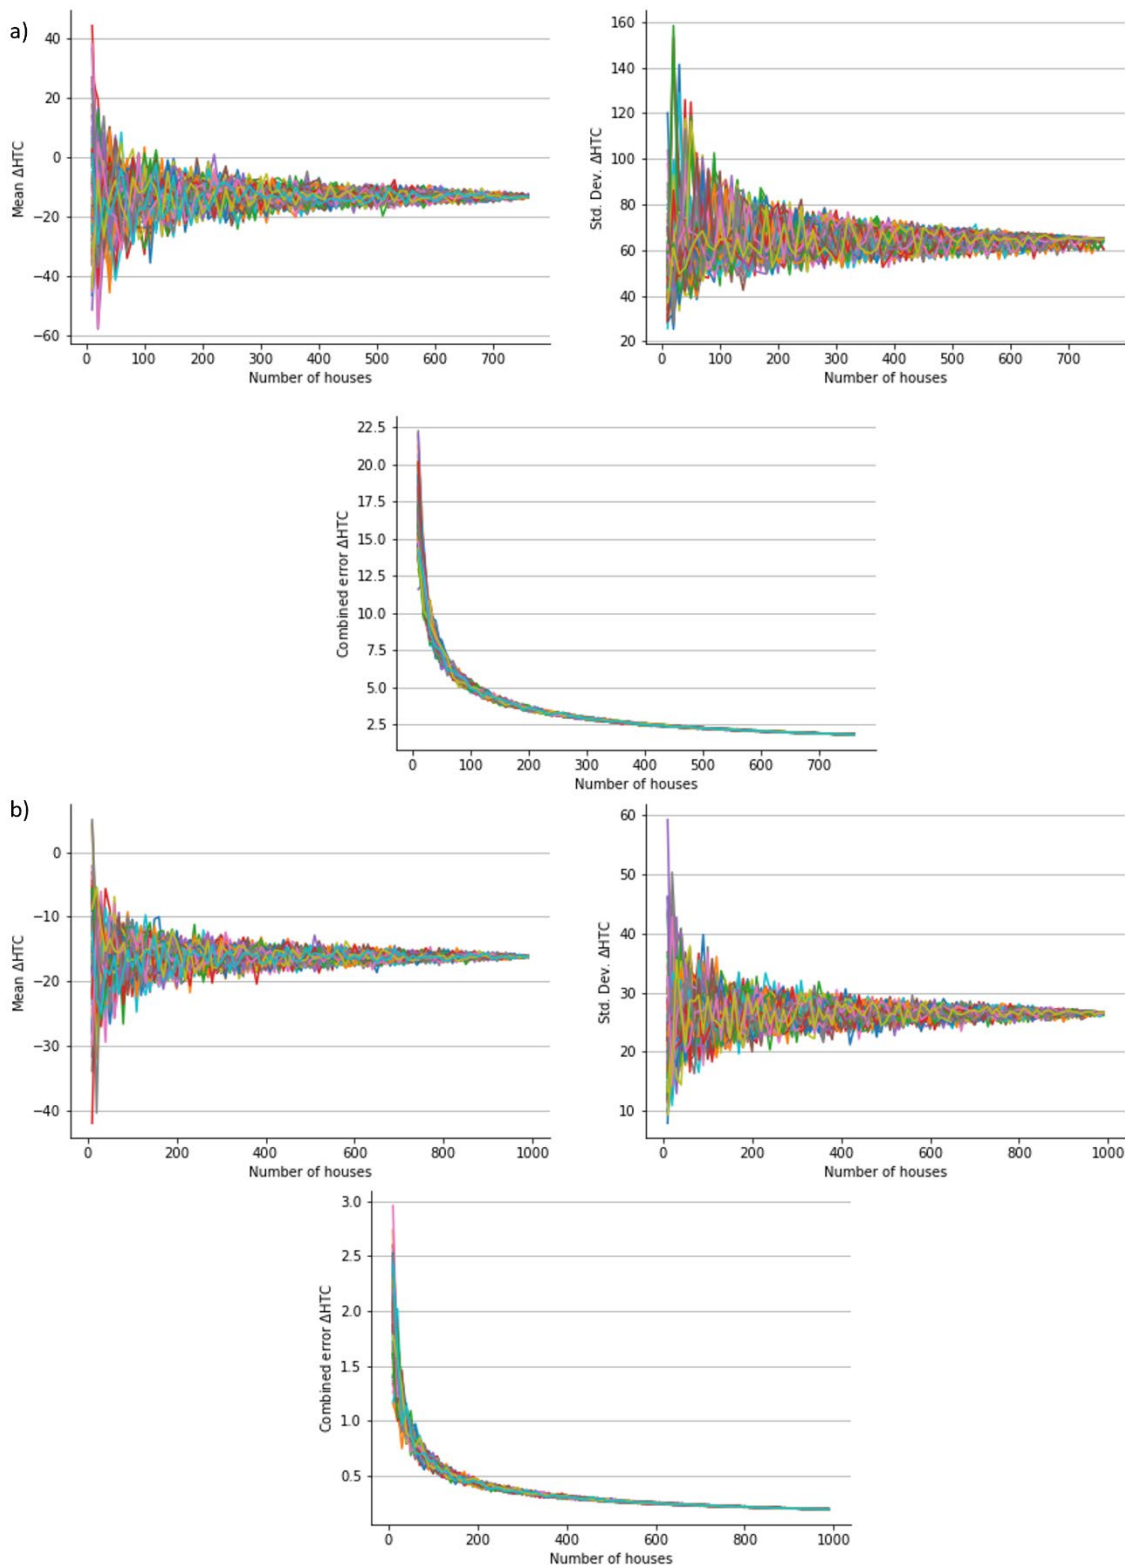 a)
40
20
0
−20
−40
−60
Mean ΔHTC
0 100 200 300 400 500 600 700
Number of houses
160
140
120
100
80
60
40
20
Std. Dev. ΔHTC
0 100 200 300 400 500 600 700
Number of houses
22.5
20.0
17.5
15.0
12.5
10.0
7.5
5.0
2.5
Combined error ΔHTC
0 100 200 300 400 500 600 700
Number of houses
b)
0
−10
−20
−30
−40
Mean ΔHTC
0 200 400 600 800 1000
Number of houses
60
50
40
30
20
10
Std. Dev. ΔHTC
0 200 400 600 800 1000
Number of houses
3.0
2.5
2.0
1.5
1.0
0.5
Combined error ΔHTC
0 200 400 600 800 1000
Number of houses